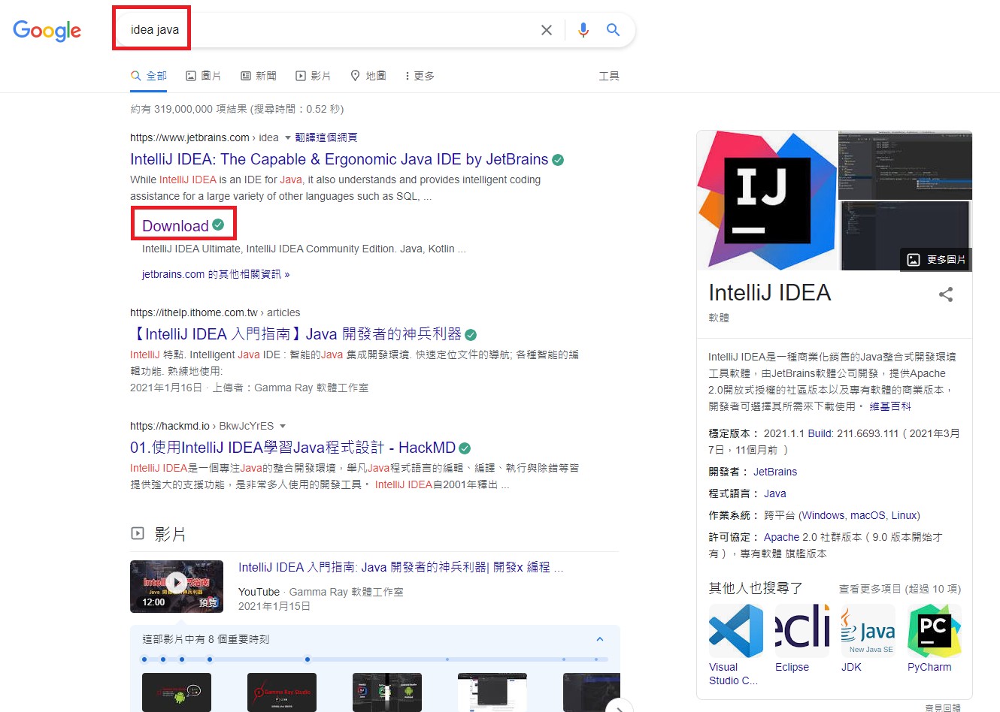 Google
idea java
全部 圖片 新聞 影片 地圖 更多 工具
約有 319,000,000 項結果 (搜尋時間：0.52 秒)
https://www.jetbrains.com › idea 翻譯這個網頁
IntelliJ IDEA: The Capable & Ergonomic Java IDE by JetBrains
While IntelliJ IDEA is an IDE for Java, it also understands and provides intelligent coding
assistance for a large variety of other languages such as SQL, ...
Download
IntelliJ IDEA Ultimate, IntelliJ IDEA Community Edition. Java, Kotlin ...
jetbrains.com 的其他相關資訊 »
https://ithelp.ithome.com.tw › articles
【IntelliJ IDEA 入門指南】Java 開發者的神兵利器
IntelliJ 特點. Intelligent Java IDE : 智能的Java 集成開發環境. 快速定位文件的導航; 各種智能的編
輯功能. 熟練地使用:
2021年1月16日 · 上傳者：Gamma Ray 軟體工作室
https://hackmd.io › BkwJcYrES
01.使用IntelliJ IDEA學習Java程式設計 - HackMD
IntelliJ IDEA是一個專注Java的整合開發環境，舉凡Java程式語言的編輯、編譯、執行與除錯等皆
提供強大的支援功能，是非常多人使用的開發工具。 IntelliJ IDEA自2001年釋出 ...
影片
IntelliJ IDEA 入門指南: Java 開發者的神兵利器| 開發x 編程 ...
YouTube · Gamma Ray 軟體工作室
2021年1月15日
12:00 預覽
這部影片中有 8 個重要時刻
Gamma Ray Studio
IJ
更多圖片
IntelliJ IDEA
軟體
IntelliJ IDEA是一種商業化銷售的Java整合式開發環境
工具軟體，由JetBrains軟體公司開發，提供Apache
2.0開放式授權的社區版本以及專有軟體的商業版本，
開發者可選擇其所需來下載使用。 維基百科
穩定版本： 2021.1.1 Build: 211.6693.111（2021年3月
7日，11個月前 ）
開發者： JetBrains
程式語言： Java
作業系統： 跨平台 (Windows, macOS, Linux)
許可協定： Apache 2.0 社群版本（9.0 版本開始才
有），專有軟體 旗艦版本
其他人也搜尋了 查看更多項目 (超過 10 項)
ecli
Java
New Java SE
PC
Visual
Studio C...
Eclipse
JDK
PyCharm
意見回饋